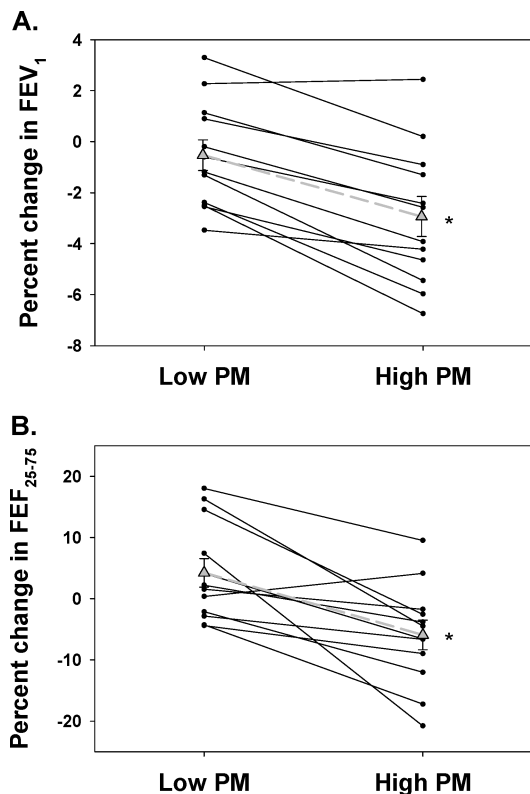 A.
Percent change in FEV1
4
2
0
-2
-4
-6
-8
*
Low PM High PM
B.
Percent change in FEF25-75
20
10
0
-10
-20
*
Low PM High PM